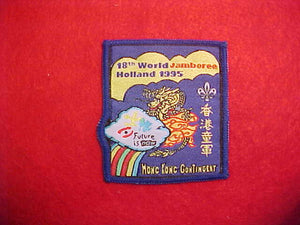 18th World Jamboree
Holland 1995
香港童軍
Future
is now
HONG KONG CONTINGENT